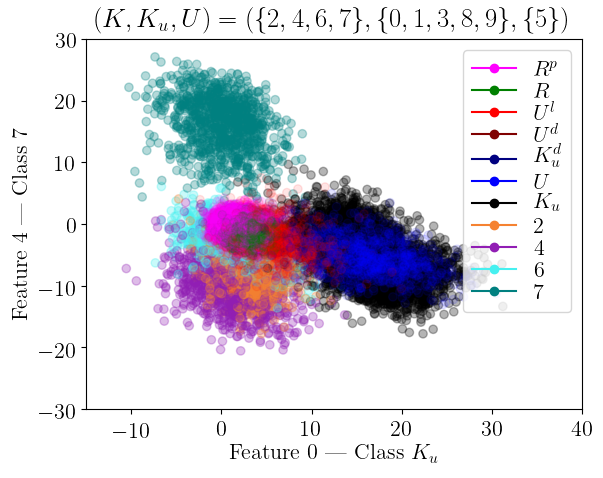 (K, K_u, U) = ({2, 4, 6, 7}, {0, 1, 3, 8, 9}, {5})
30
20
10
0
−10
−20
−30
Feature 4 — Class 7
R^p
R
U^l
U^d
K_u^d
U
K_u
2
4
6
7
−10 0 10 20 30 40
Feature 0 — Class K_u